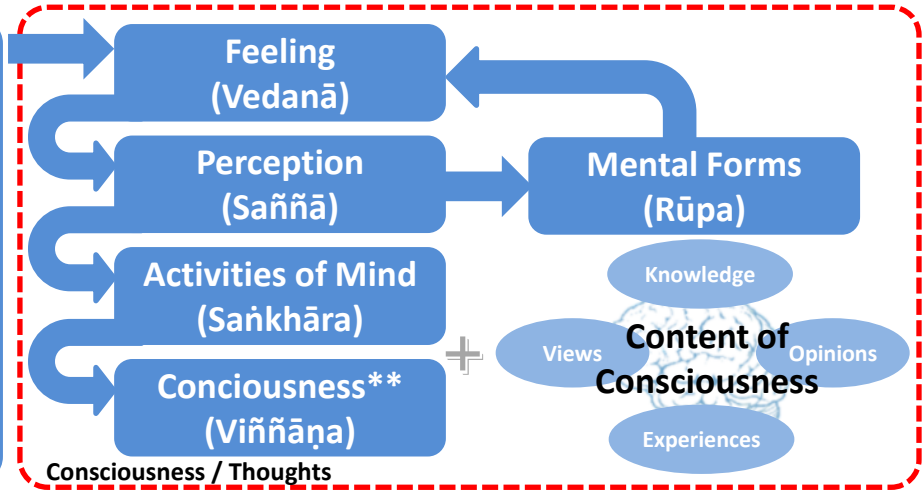 Feeling
(Vedanā)
Perception
(Saññā)
Mental Forms
(Rūpa)
Activities of Mind
(Saṅkhāra)
Conciousness**
(Viññāṇa)
+
Knowledge
Views
Content of
Consciousness
Opinions
Experiences
Consciousness / Thoughts